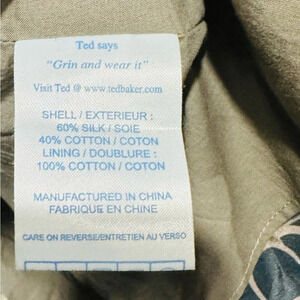 Ted says
"Grin and wear it"
Visit Ted @ www.tedbaker.com
SHELL / EXTERIEUR :
60% SILK / SOIE
40% COTTON / COTON
LINING / DOUBLURE :
100% COTTON / COTON
MANUFACTURED IN CHINA
FABRIQUE EN CHINE
CARE ON REVERSE/ENTRETIEN AU VERSO